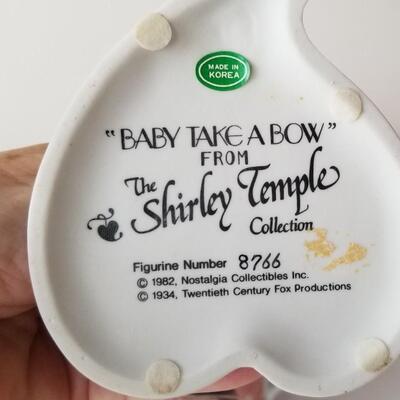 MADE IN
KOREA
"BABY TAKE A BOW"
FROM
The
Shirley Temple
Collection
Figurine Number 8766
© 1982, Nostalgia Collectibles Inc.
© 1934, Twentieth Century Fox Productions